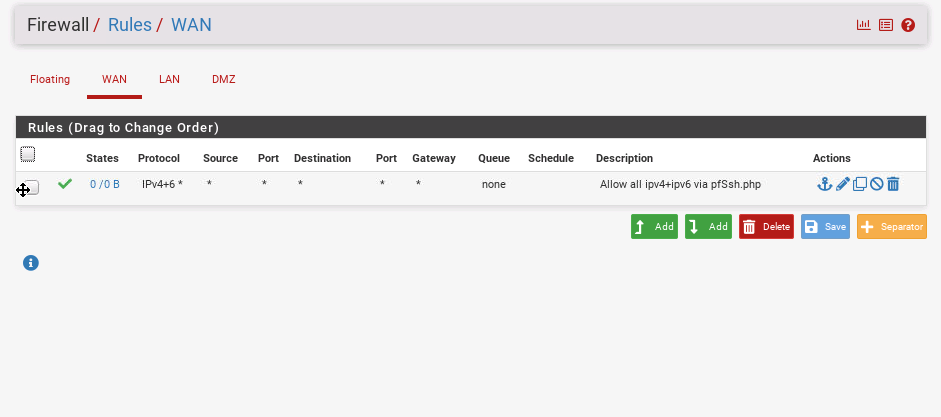 Firewall / Rules / WAN
Floating WAN LAN DMZ
Rules (Drag to Change Order)
States Protocol Source Port Destination Port Gateway Queue Schedule Description Actions
0 /0 B IPv4+6 * * * * * * none Allow all ipv4+ipv6 via pfSsh.php
Add Add Delete Save Separator